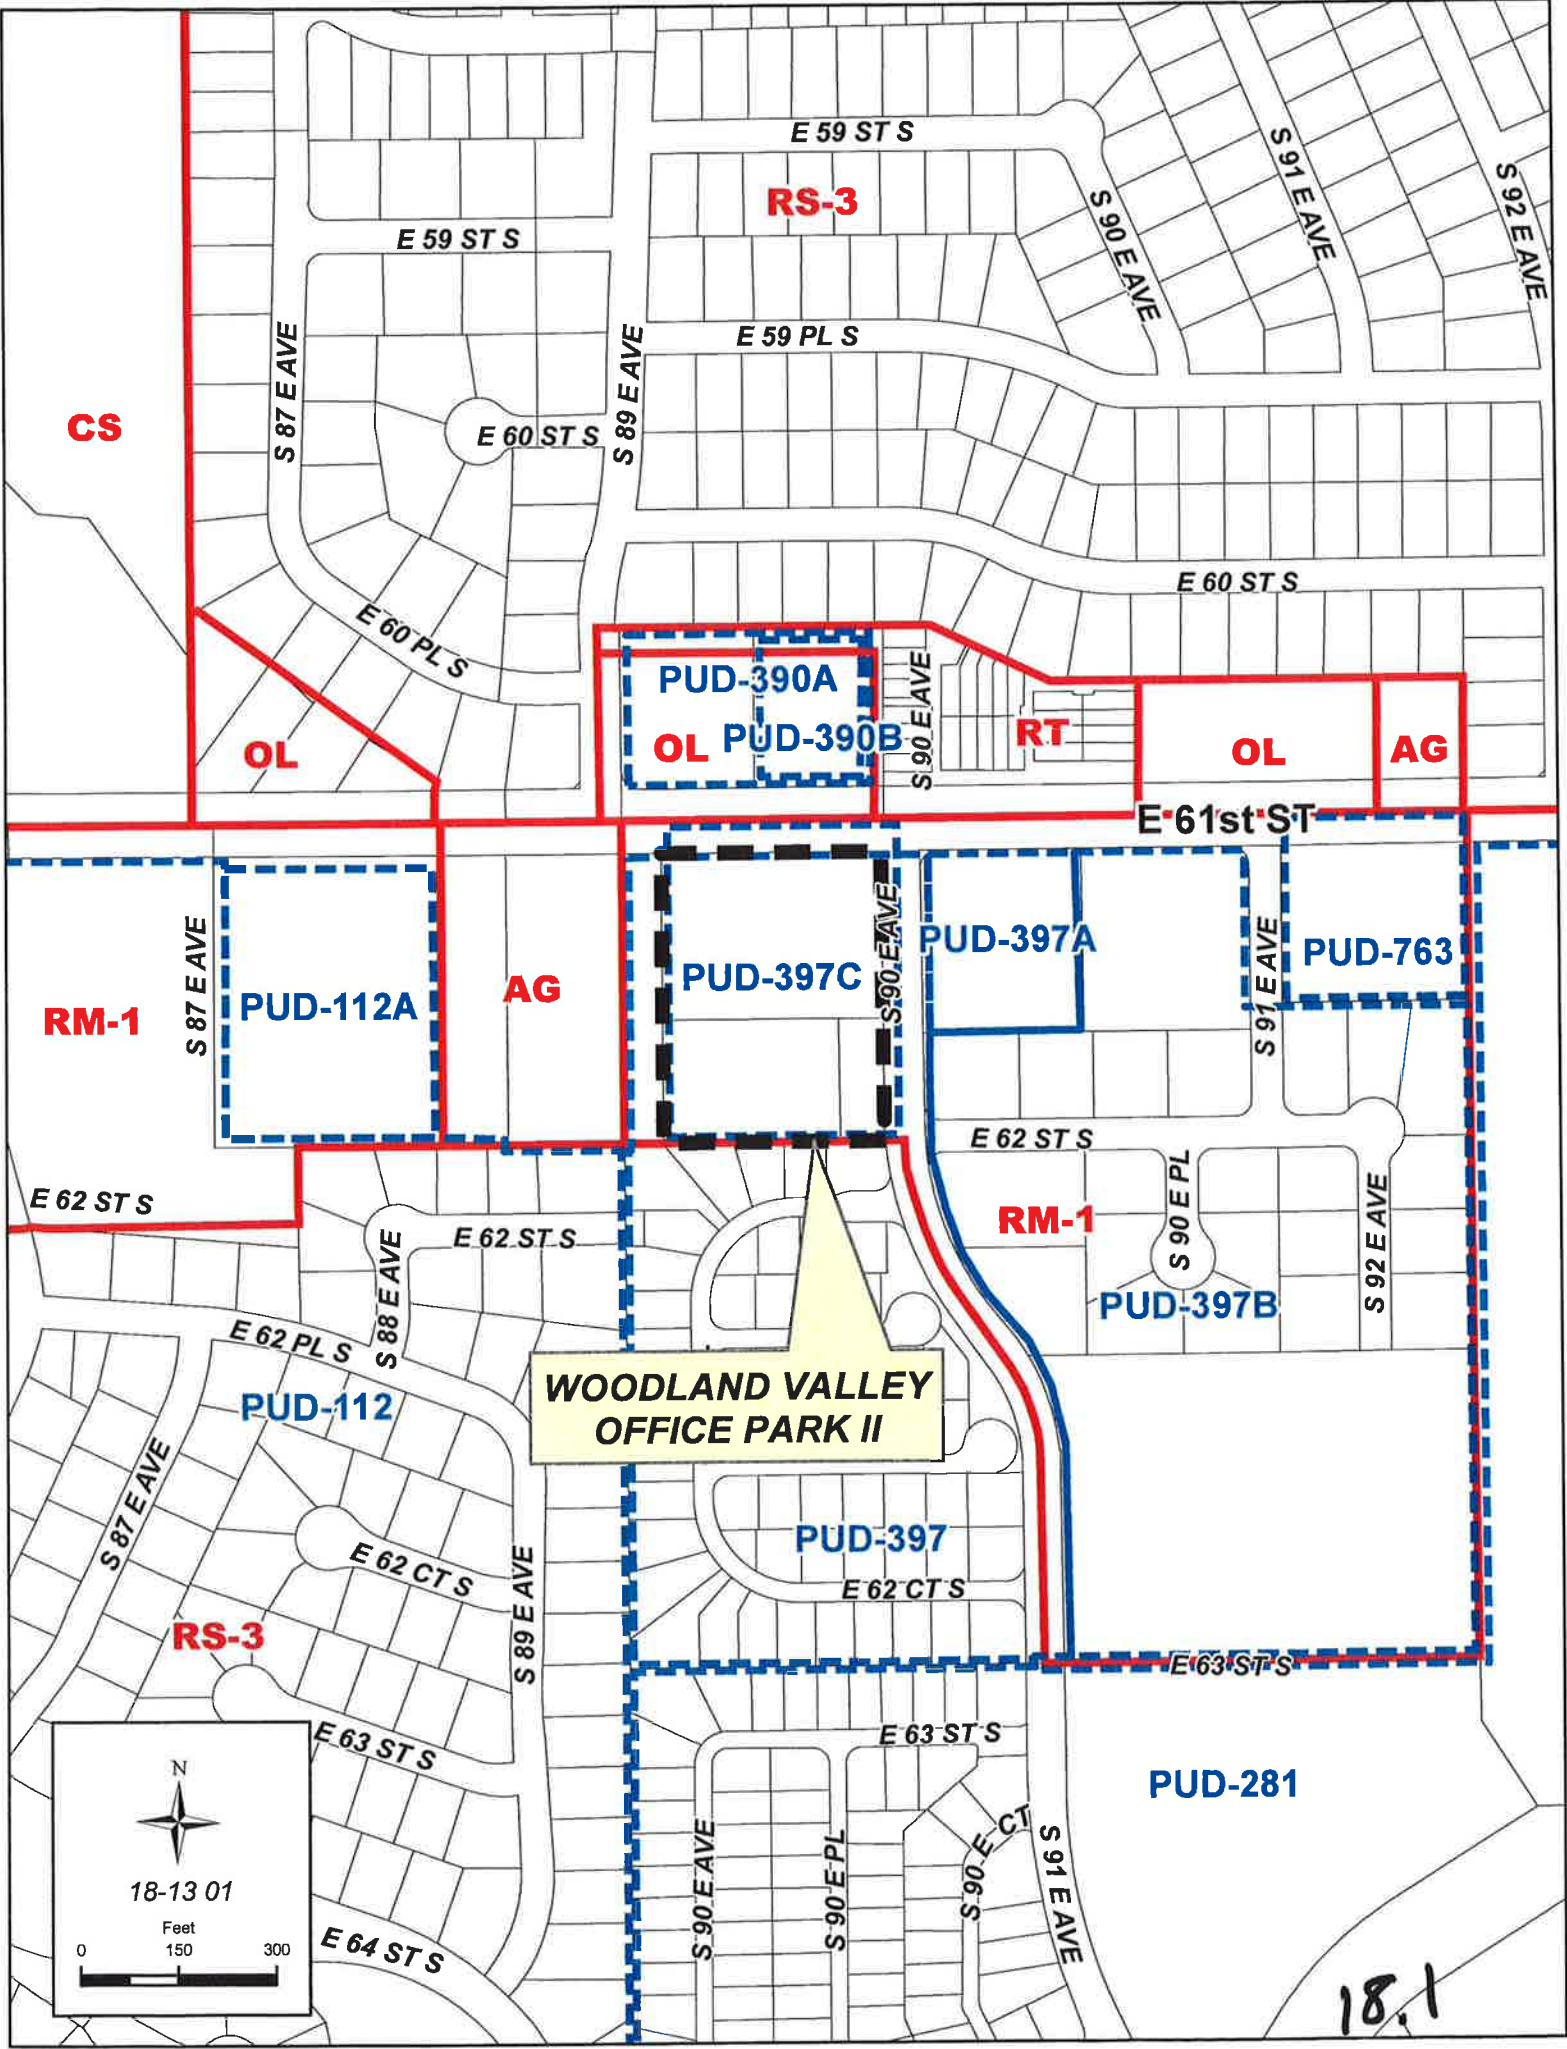 E 59 ST S
S 91 E AVE
S 92 E AVE
RS-3
S 90 E AVE
E 59 ST S
E 59 PL S
S 87 E AVE
S 89 E AVE
CS
E 60 ST S
E 60 ST S
E 60 PL S
PUD-390A
S 90 E AVE
OL
OL
PUD-390B
RT
OL
AG
E 61st ST
S 87 E AVE
RM-1
PUD-112A
AG
PUD-397C
S 90 E AVE
PUD-397A
S 91 E AVE
PUD-763
E 62 ST S
E 62 ST S
S 88 E AVE
E 62 ST S
RM-1
S 90 E PL
S 92 E AVE
PUD-397B
E 62 PL S
PUD-112
WOODLAND VALLEY
OFFICE PARK II
S 87 E AVE
E 62 CT S
PUD-397
E 62 CT S
S 89 E AVE
RS-3
E 63 ST S
E 63 ST S
E 63 ST S
PUD-281
S 90 E AVE
S 90 E PL
S 90 E CT
S 91 E AVE
N
18-13 01
Feet
0 150 300
E 64 ST S
18.1